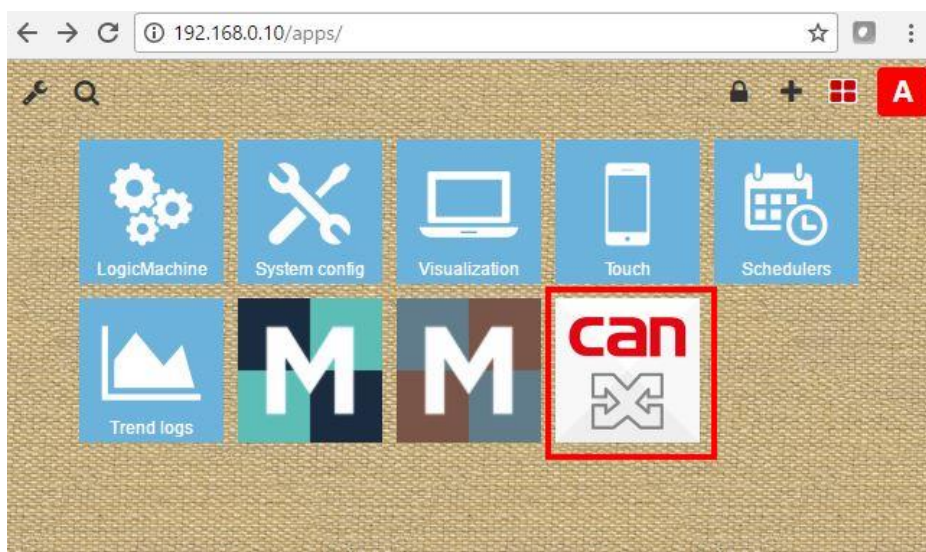 192.168.0.10/apps/
A
LogicMachine
System config
Visualization
Touch
Schedulers
Trend logs
M
M
can